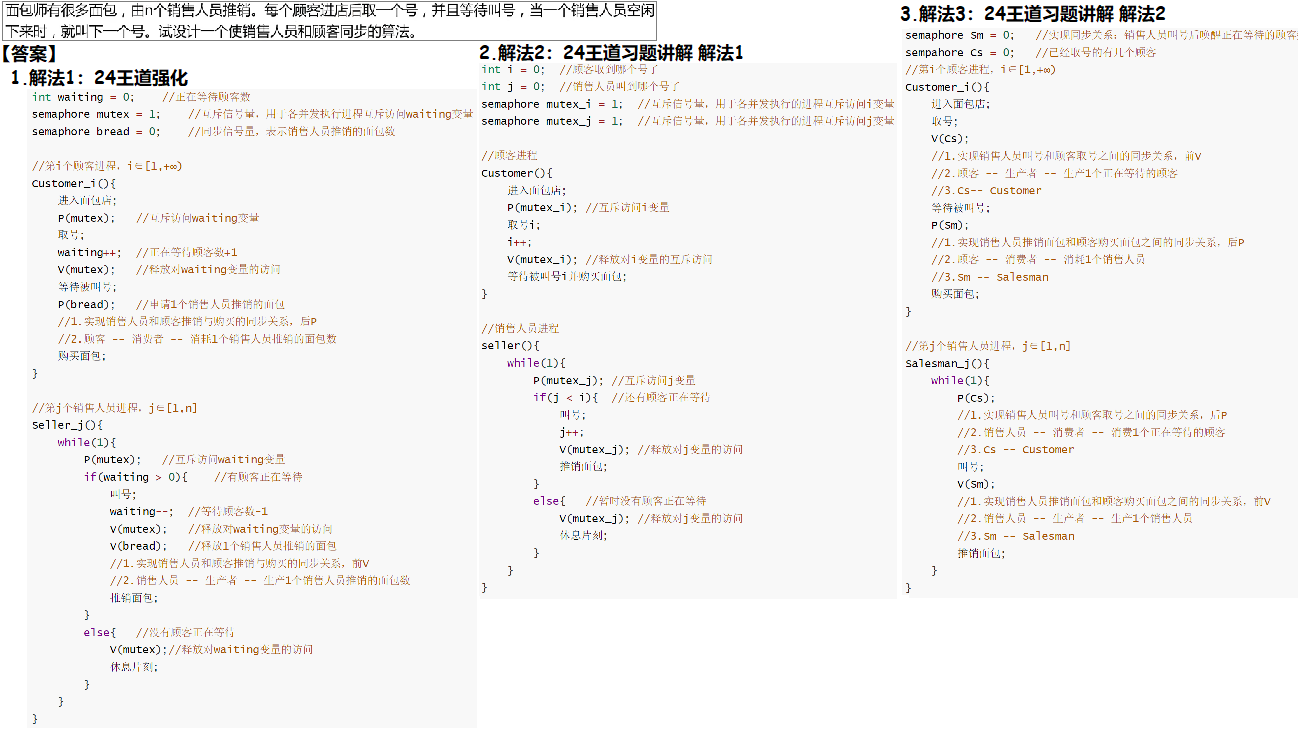 面包师有很多面包，由n个销售人员推销。每个顾客进店后取一个号，并且等待叫号，当一个销售人员空闲
下来时，就叫下一个号。试设计一个使销售人员和顾客同步的算法。
【答案】
1.解法1：24王道强化
int waiting = 0;    //正在等待顾客数
semaphore mutex = 1;    //互斥信号量，用于各并发执行进程互斥访问waiting变量
semaphore bread = 0;    //同步信号量，表示销售人员推销的面包数
//第i个顾客进程，i∈[1,+∞)
Customer_i(){
进入面包店;
P(mutex);    //互斥访问waiting变量
取号;
waiting++;  //正在等待顾客数+1
V(mutex);    //释放对waiting变量的访问
等待被叫号;
P(bread);    //申请1个销售人员推销的面包
//1.实现销售人员和顾客推销与购买的同步关系，后P
//2.顾客 -- 消费者 -- 消耗1个销售人员推销的面包数
购买面包;
}
//第j个销售人员进程，j∈[1,n]
Seller_j(){
while(1){
P(mutex);    //互斥访问waiting变量
if(waiting > 0){    //有顾客正在等待
叫号;
waiting--;  //等待顾客数-1
V(mutex);    //释放对waiting变量的访问
V(bread);    //释放1个销售人员推销的面包
//1.实现销售人员和顾客推销与购买的同步关系，前V
//2.销售人员 -- 生产者 -- 生产1个销售人员推销的面包数
推销面包;
}
else{   //没有顾客正在等待
V(mutex);//释放对waiting变量的访问
休息片刻;
}
}
}
2.解法2：24王道习题讲解 解法1
int i = 0;  //顾客取到哪个号了
int j = 0;  //销售人员叫到哪个号了
semaphore mutex_i = 1;  //互斥信号量，用于各并发执行的进程互斥访问i变量
semaphore mutex_j = 1;  //互斥信号量，用于各并发执行的进程互斥访问j变量
//顾客进程
Customer(){
进入面包店;
P(mutex_i); //互斥访问i变量
取号i;
i++;
V(mutex_i); //释放对i变量的互斥访问
等待被叫号i并购买面包;
}
//销售人员进程
seller(){
while(1){
P(mutex_j); //互斥访问j变量
if(j < i){  //还有顾客正在等待
叫号;
j++;
V(mutex_j); //释放对j变量的访问
推销面包;
}
else{   //暂时没有顾客正在等待
V(mutex_j); //释放对j变量的访问
休息片刻;
}
}
}
3.解法3：24王道习题讲解 解法2
semaphore Sm = 0;   //实现同步关系：销售人员叫号后唤醒正在等待的顾客
sempahore Cs = 0;   //已经取号的有几个顾客
//第i个顾客进程，i∈[1,+∞)
Customer_i(){
进入面包店;
取号;
V(Cs);
//1.实现销售人员叫号和顾客取号之间的同步关系，前V
//2.顾客 -- 生产者 -- 生产1个正在等待的顾客
//3.Cs-- Customer
等待被叫号;
P(Sm);
//1.实现销售人员推销面包和顾客购买面包之间的同步关系，后P
//2.顾客 -- 消费者 -- 消耗1个销售人员
//3.Sm -- Salesman
购买面包;
}
//第j个销售人员进程，j∈[1,n]
Salesman_j(){
while(1){
P(Cs);
//1.实现销售人员叫号和顾客取号之间的同步关系，后P
//2.销售人员 -- 消费者 -- 消费1个正在等待的顾客
//3.Cs -- Customer
叫号;
V(Sm);
//1.实现销售人员推销面包和顾客购买面包之间的同步关系，前V
//2.销售人员 -- 生产者 -- 生产1个销售人员
//3.Sm -- Salesman
推销面包;
}
}